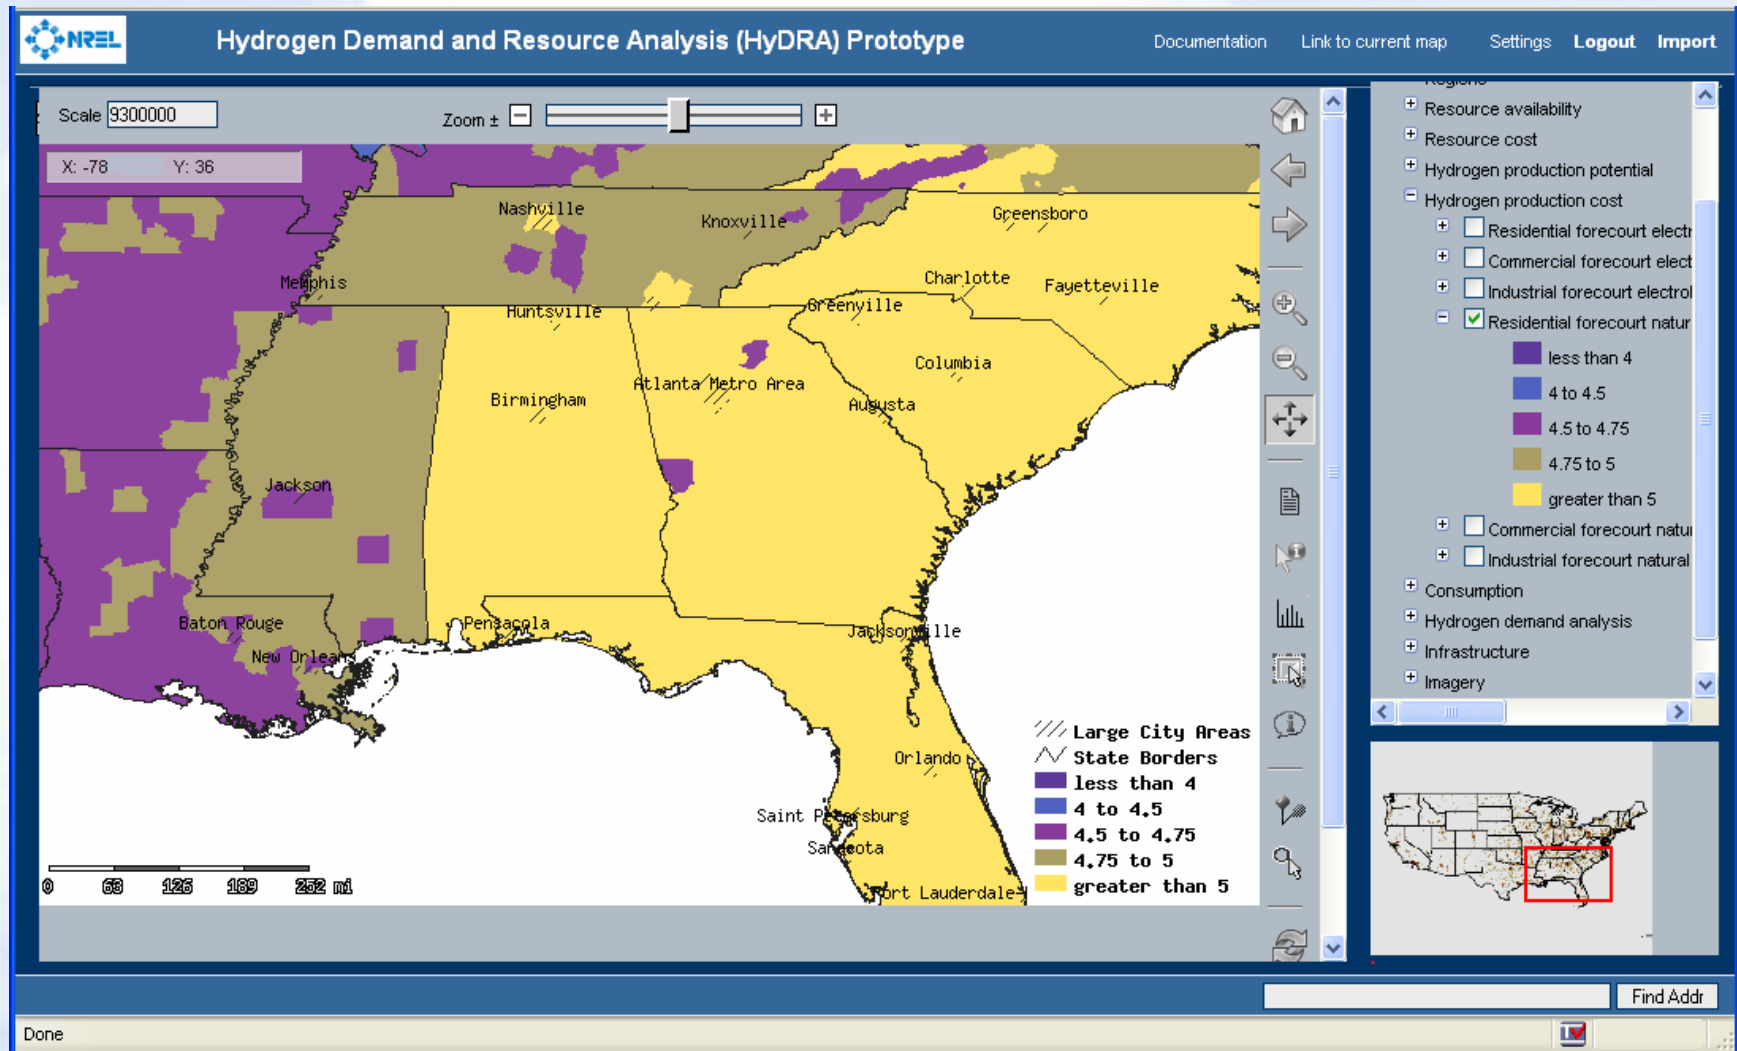 NREL
Hydrogen Demand and Resource Analysis (HyDRA) Prototype
Documentation
Link to current map
Settings
Logout
Import
Scale 9300000
Zoom ±
X: -78 Y: 36
Nashville
Knoxville
Greensboro
Memphis
Charlotte
Fayetteville
Huntsville
Greenville
Columbia
Atlanta Metro Area
Birmingham
Augusta
Jackson
Baton Rouge
Pensacola
Jacksonville
New Orleans
Orlando
Saint Petersburg
Sarasota
Fort Lauderdale
Large City Areas
State Borders
less than 4
4 to 4.5
4.5 to 4.75
4.75 to 5
greater than 5
0 63 126 189 252 mi
Regions
Resource availability
Resource cost
Hydrogen production potential
Hydrogen production cost
Residential forecourt electr
Commercial forecourt elect
Industrial forecourt electrol
Residential forecourt natur
less than 4
4 to 4.5
4.5 to 4.75
4.75 to 5
greater than 5
Commercial forecourt natu
Industrial forecourt natural
Consumption
Hydrogen demand analysis
Infrastructure
Imagery
Find Addr
Done